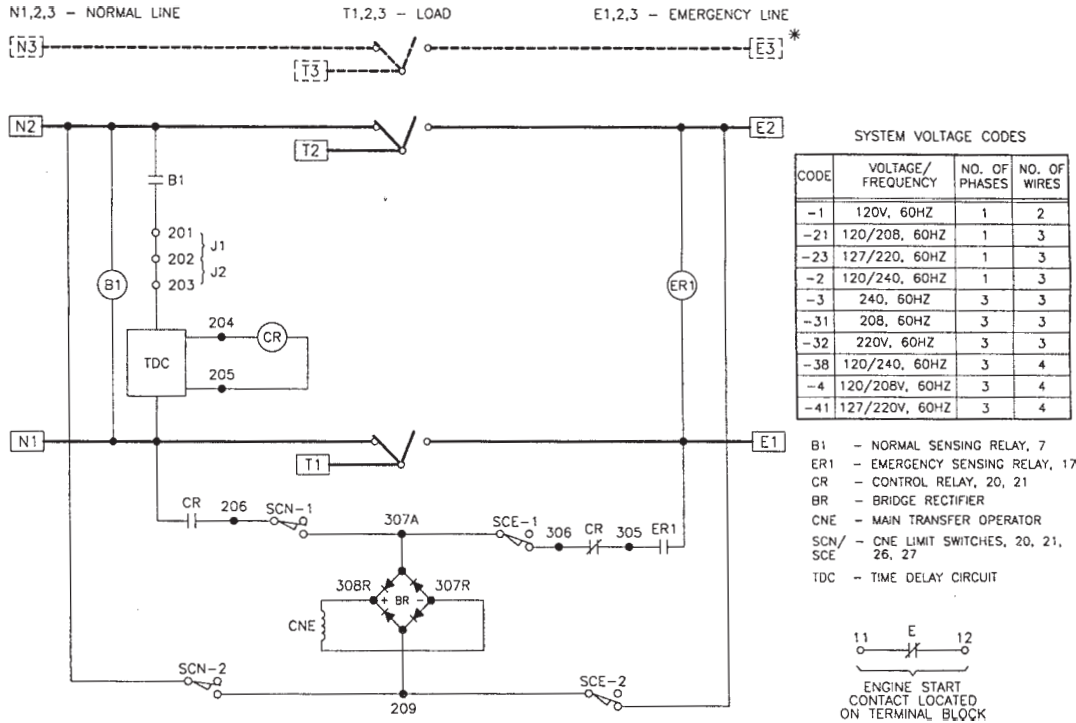 N1,2,3 – NORMAL LINE
T1,2,3 – LOAD
E1,2,3 – EMERGENCY LINE
N3
E3
*
T3
N2
E2
T2
B1
201
J1
202
J2
203
B1
ER1
204
CR
TDC
205
N1
E1
T1
CR
206
SCN-1
307A
SCE-1
306
CR
305
ER1
308R
307R
+ BR –
CNE
SCN-2
SCE-2
209
SYSTEM VOLTAGE CODES
CODE VOLTAGE/ FREQUENCY NO. OF PHASES NO. OF WIRES
-1 120V, 60HZ 1 2
-21 120/208, 60HZ 1 3
-23 127/220, 60HZ 1 3
-2 120/240, 60HZ 1 3
-3 240, 60HZ 3 3
-31 208, 60HZ 3 3
-32 220V, 60HZ 3 3
-38 120/240, 60HZ 3 4
-4 120/208V, 60HZ 3 4
-41 127/220V, 60HZ 3 4
B1 – NORMAL SENSING RELAY, 7
ER1 – EMERGENCY SENSING RELAY, 17
CR – CONTROL RELAY, 20, 21
BR – BRIDGE RECTIFIER
CNE – MAIN TRANSFER OPERATOR
SCN/ – CNE LIMIT SWITCHES, 20, 21,
SCE 26, 27
TDC – TIME DELAY CIRCUIT
11 E 12
ENGINE START
CONTACT LOCATED
ON TERMINAL BLOCK